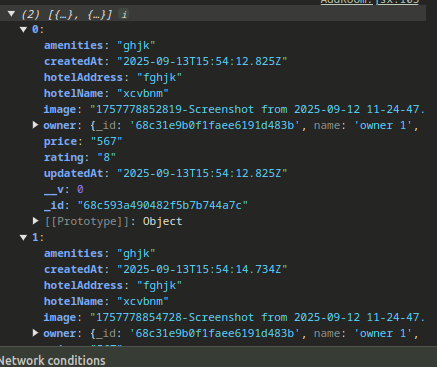 AddRoom.jsx:105
(2) [{…}, {…}] i
0:
amenities: "ghjk"
createdAt: "2025-09-13T15:54:12.825Z"
hotelAddress: "fghjk"
hotelName: "xcvbnm"
image: "1757778852819-Screenshot from 2025-09-12 11-24-47.
owner: {_id: '68c31e9b0f1faee6191d483b', name: 'owner 1',
price: "567"
rating: "8"
updatedAt: "2025-09-13T15:54:12.825Z"
__v: 0
_id: "68c593a490482f5b7b744a7c"
[[Prototype]]: Object
1:
amenities: "ghjk"
createdAt: "2025-09-13T15:54:14.734Z"
hotelAddress: "fghjk"
hotelName: "xcvbnm"
image: "1757778854728-Screenshot from 2025-09-12 11-24-47.
owner: {_id: '68c31e9b0f1faee6191d483b', name: 'owner 1',
Network conditions